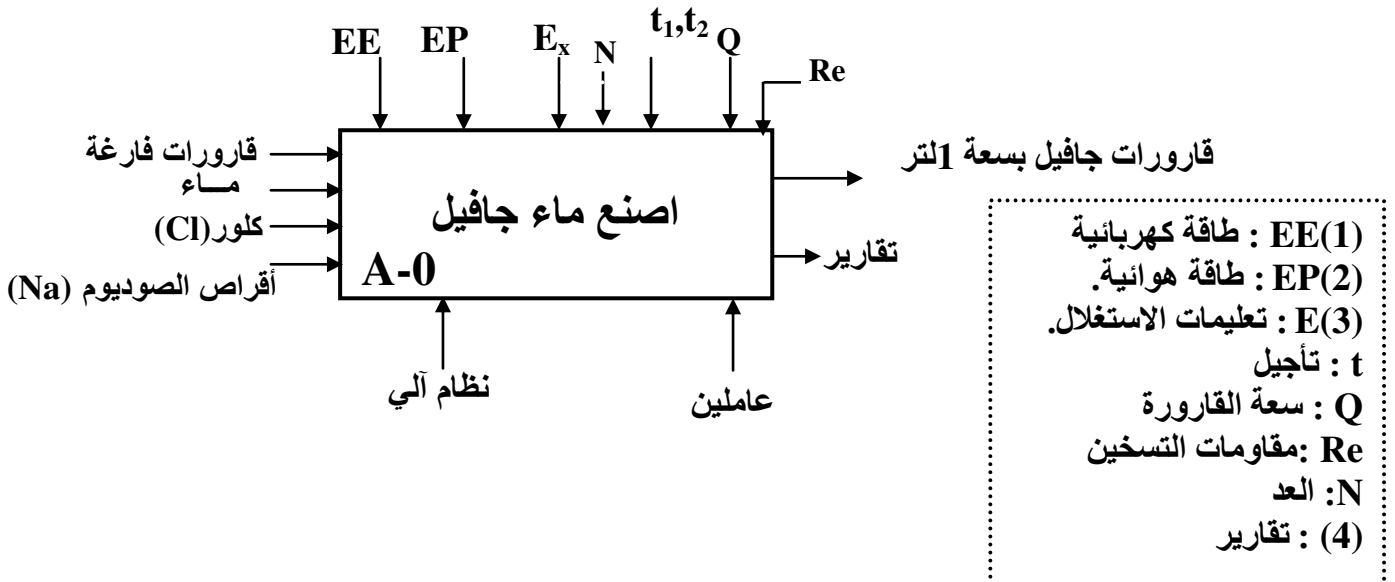 EE EP Eₓ N t₁,t₂ Q
Re
قارورات فارغة
مـــاء
كلور(Cl)
أقراص الصوديوم (Na)
اصنع ماء جافيل
A-0
قارورات جافيل بسعة 1لتر
تقارير
نظام آلي
عاملين
EE(1) : طاقة كهربائية
EP(2) : طاقة هوائية.
E(3) : تعليمات الاستغلال.
t : تأجيل
Q : سعة القارورة
Re :مقاومات التسخين
N: العد
(4) : تقارير